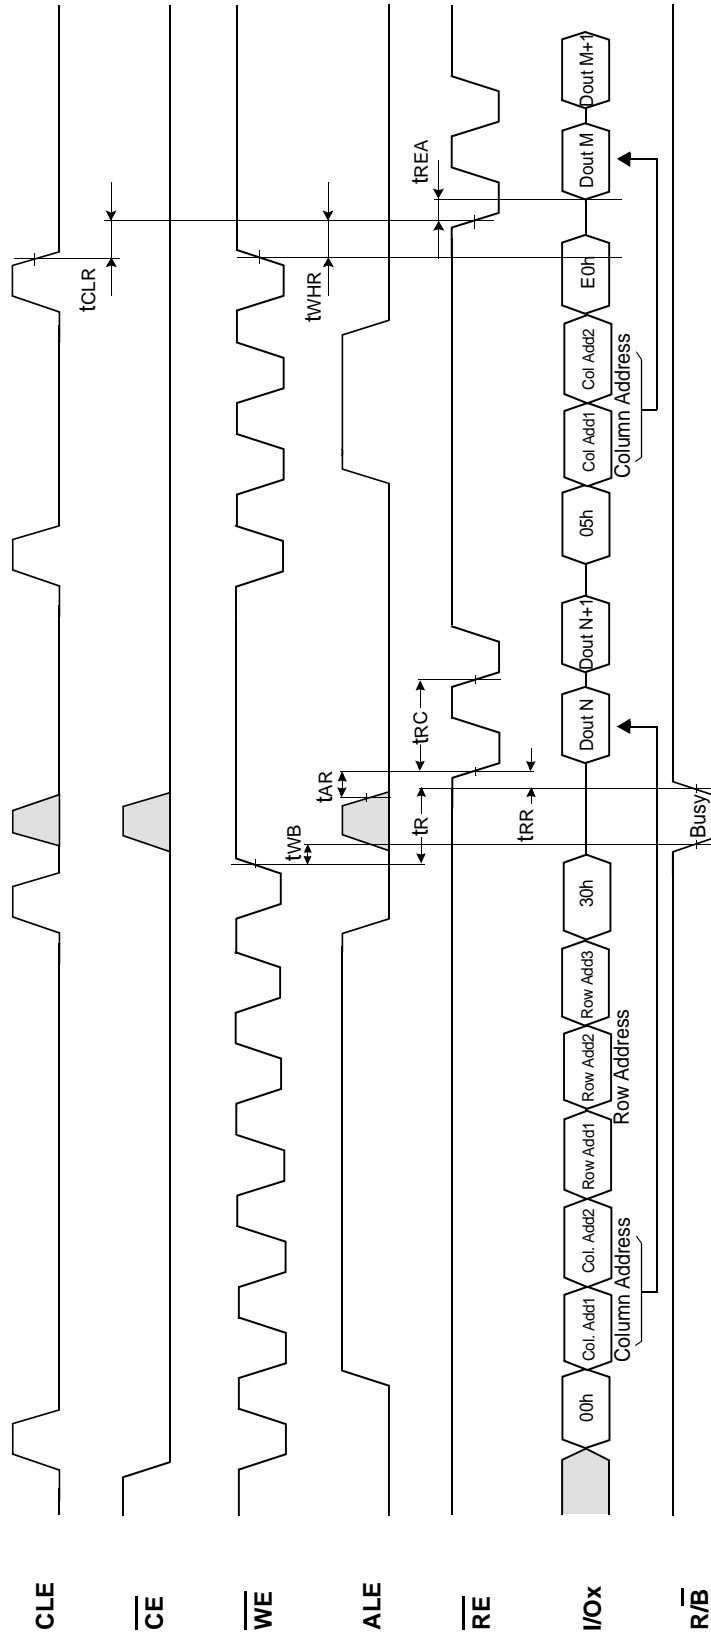 CLE
CE
WE
ALE
RE
I/Ox
R/B
tCLR
tWHR
tREA
tWB
tAR
tR
tRC
tRR
00h
Col. Add1
Col. Add2
Row Add1
Row Add2
Row Add3
30h
Dout N
Dout N+1
05h
Col Add1
Col Add2
E0h
Dout M
Dout M+1
Column Address
Row Address
Column Address
Busy